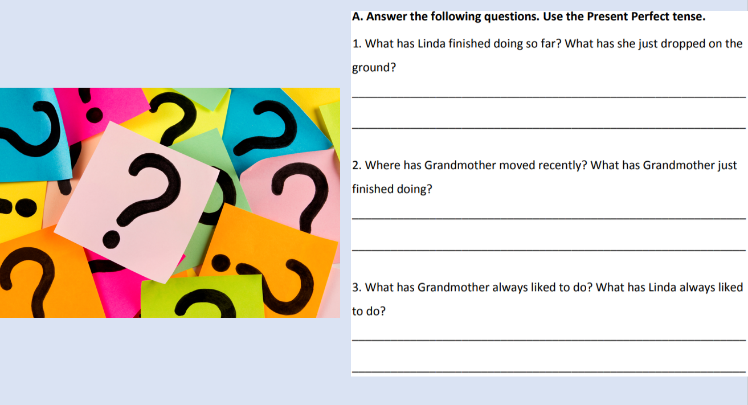 A. Answer the following questions. Use the Present Perfect tense.
1. What has Linda finished doing so far? What has she just dropped on the
ground?
2. Where has Grandmother moved recently? What has Grandmother just
finished doing?
3. What has Grandmother always liked to do? What has Linda always liked
to do?